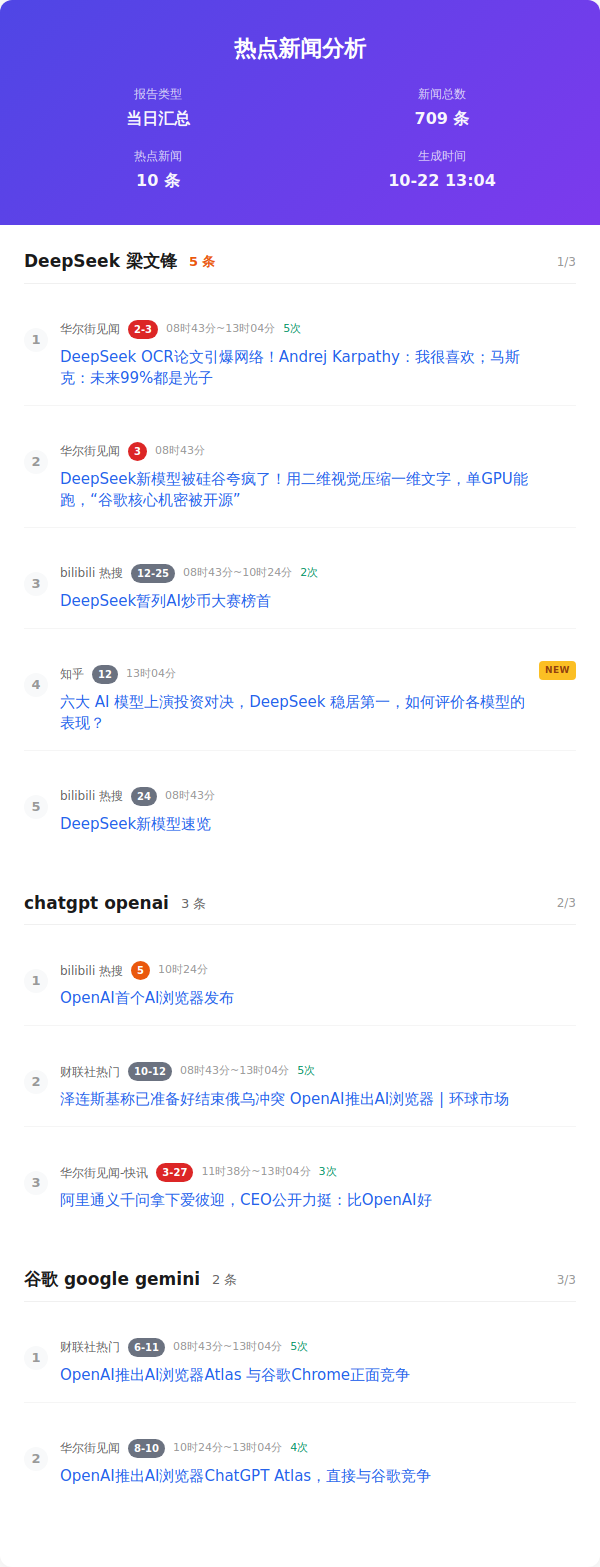 热点新闻分析
报告类型
新闻总数
当日汇总
709 条
热点新闻
生成时间
10 条
10-22 13:04
DeepSeek 梁文锋 5 条 1/3
1
华尔街见闻 2-3 08时43分~13时04分 5次
DeepSeek OCR论文引爆网络！Andrej Karpathy：我很喜欢；马斯
克：未来99%都是光子
2
华尔街见闻 3 08时43分
DeepSeek新模型被硅谷夸疯了！用二维视觉压缩一维文字，单GPU能
跑，“谷歌核心机密被开源”
3
bilibili 热搜 12-25 08时43分~10时24分 2次
DeepSeek暂列AI炒币大赛榜首
4
知乎 12 13时04分 NEW
六大 AI 模型上演投资对决，DeepSeek 稳居第一，如何评价各模型的
表现？
5
bilibili 热搜 24 08时43分
DeepSeek新模型速览
chatgpt openai 3 条 2/3
1
bilibili 热搜 5 10时24分
OpenAI首个AI浏览器发布
2
财联社热门 10-12 08时43分~13时04分 5次
泽连斯基称已准备好结束俄乌冲突 OpenAI推出AI浏览器 | 环球市场
3
华尔街见闻-快讯 3-27 11时38分~13时04分 3次
阿里通义千问拿下爱彼迎，CEO公开力挺：比OpenAI好
谷歌 google gemini 2 条 3/3
1
财联社热门 6-11 08时43分~13时04分 5次
OpenAI推出AI浏览器Atlas 与谷歌Chrome正面竞争
2
华尔街见闻 8-10 10时24分~13时04分 4次
OpenAI推出AI浏览器ChatGPT Atlas，直接与谷歌竞争